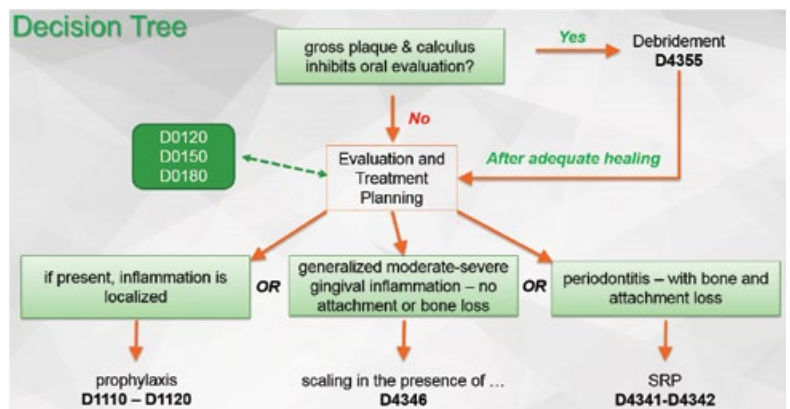 Decision Tree
gross plaque & calculus
inhibits oral evaluation?
Yes
Debridement
D4355
No
D0120
D0150
D0180
Evaluation and
Treatment
Planning
After adequate healing
if present, inflammation is
localized
OR
generalized moderate-severe
gingival inflammation – no
attachment or bone loss
OR
periodontitis – with bone and
attachment loss
prophylaxis
D1110 – D1120
scaling in the presence of ...
D4346
SRP
D4341-D4342